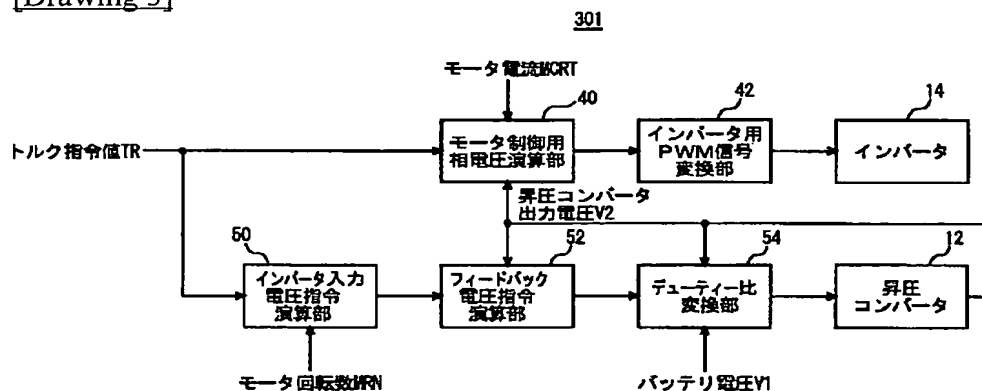 [Drawing 3]
301
モータ電流MCRT
40
42
14
トルク指令値TR
モータ制御用
相電圧演算部
インバータ用
PWM信号
変換部
インバータ
昇圧コンバータ
出力電圧V2
50
52
54
12
インバータ入力
電圧指令
演算部
フィードバック
電圧指令
演算部
デューティー比
変換部
昇圧
コンバータ
モータ回転数MRN
バッテリ電圧V1